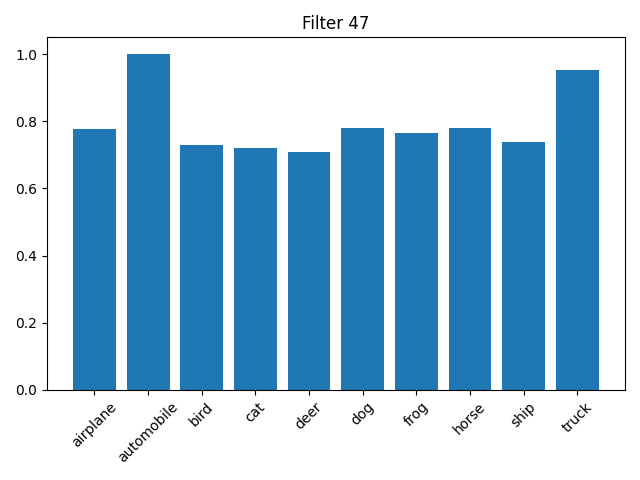 Filter 47
1.0
0.8
0.6
0.4
0.2
0.0
airplane
automobile
bird
cat
deer
dog
frog
horse
ship
truck